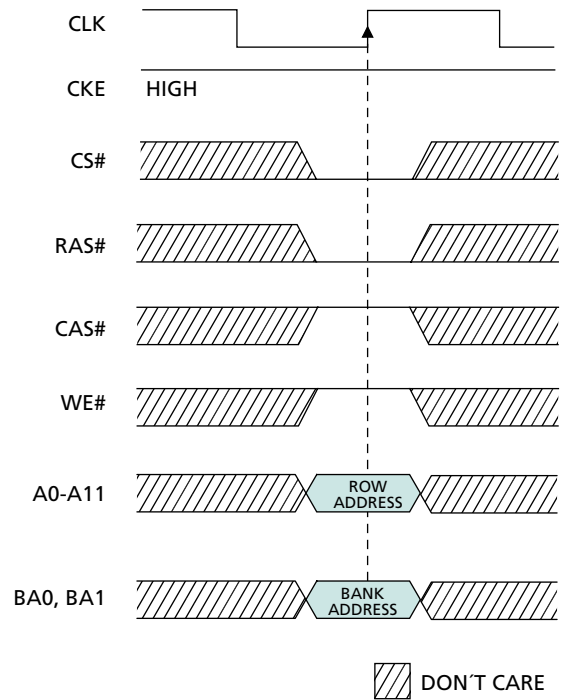 CLK
CKE HIGH
CS#
RAS#
CAS#
WE#
A0-A11 ROW
ADDRESS
BA0, BA1 BANK
ADDRESS
DON´T CARE